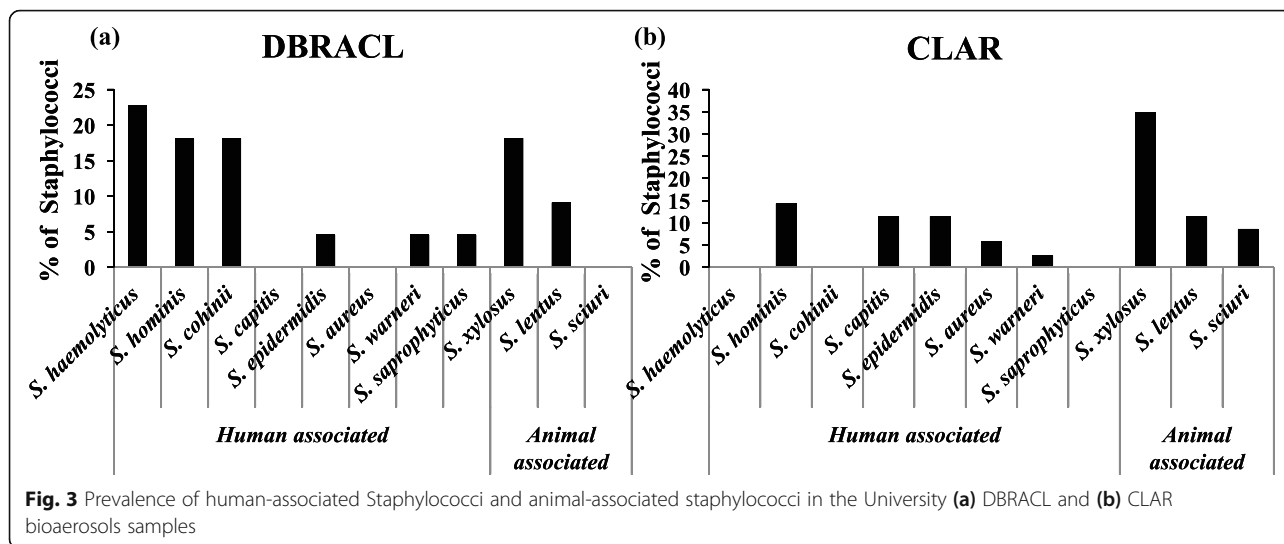 (a)
DBRACL
% of Staphylococci
25
20
15
10
5
0
S. haemolyticus
S. hominis
S. cohinii
S. capitis
S. epidermidis
S. aureus
S. warneri
S. saprophyticus
S. xylosus
S. lentus
S. sciuri
Human associated
Animal
associated
(b)
CLAR
% of Staphylococci
40
35
30
25
20
15
10
5
0
S. haemolyticus
S. hominis
S. cohinii
S. capitis
S. epidermidis
S. aureus
S. warneri
S. saprophyticus
S. xylosus
S. lentus
S. sciuri
Human associated
Animal
associated
Fig. 3 Prevalence of human-associated Staphylococci and animal-associated staphylococci in the University (a) DBRACL and (b) CLAR
bioaerosols samples